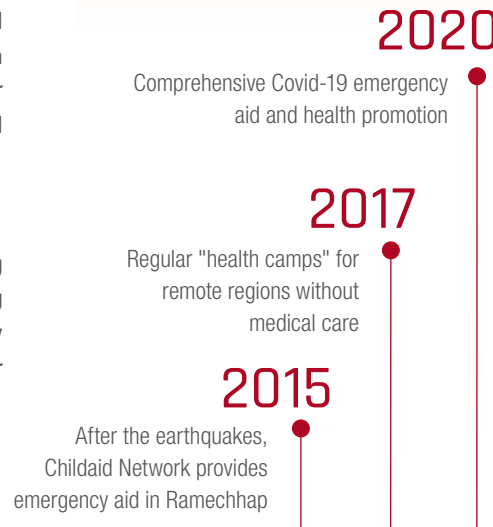 2020
Comprehensive Covid-19 emergency
aid and health promotion
2017
Regular "health camps" for
remote regions without
medical care
2015
After the earthquakes,
Childaid Network provides
emergency aid in Ramechhap